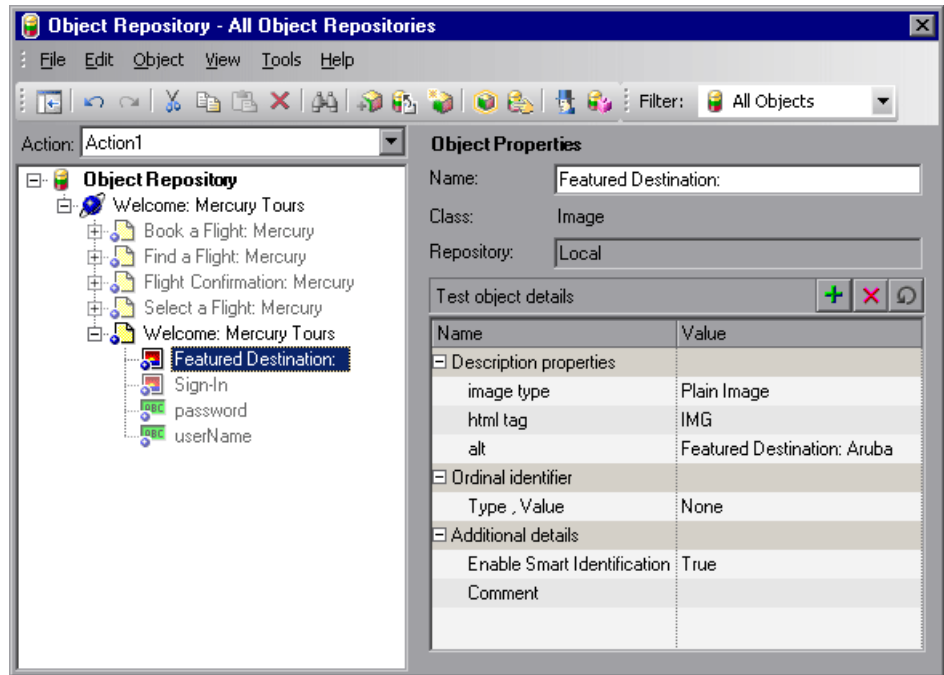 Object Repository - All Object Repositories
File Edit Object View Tools Help
Filter: All Objects
Action: Action1
Object Repository
Welcome: Mercury Tours
Book a Flight: Mercury
Find a Flight: Mercury
Flight Confirmation: Mercury
Select a Flight: Mercury
Welcome: Mercury Tours
Featured Destination:
Sign-In
ABC password
ABC userName
Object Properties
Name: Featured Destination:
Class: Image
Repository: Local
Test object details
Name Value
Description properties
image type Plain Image
html tag IMG
alt Featured Destination: Aruba
Ordinal identifier
Type , Value None
Additional details
Enable Smart Identification True
Comment